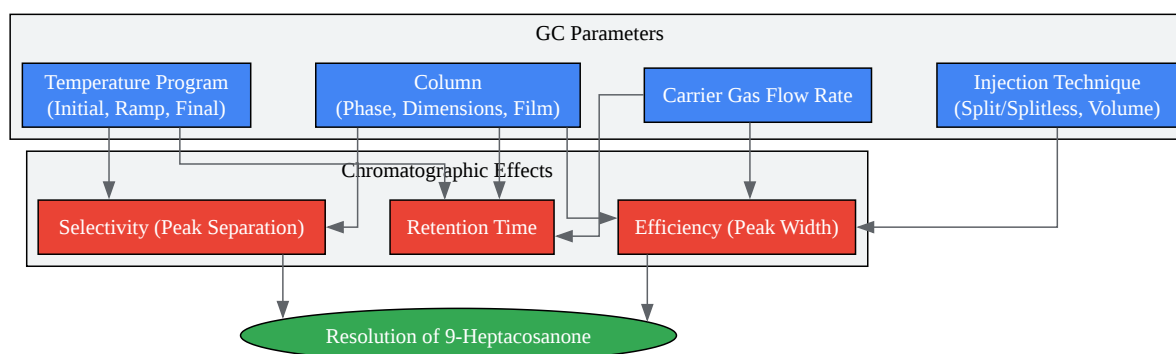 GC Parameters
Temperature Program
(Initial, Ramp, Final)
Column
(Phase, Dimensions, Film)
Carrier Gas Flow Rate
Injection Technique
(Split/Splitless, Volume)
Chromatographic Effects
Selectivity (Peak Separation)
Retention Time
Efficiency (Peak Width)
Resolution of 9-Heptacosanone